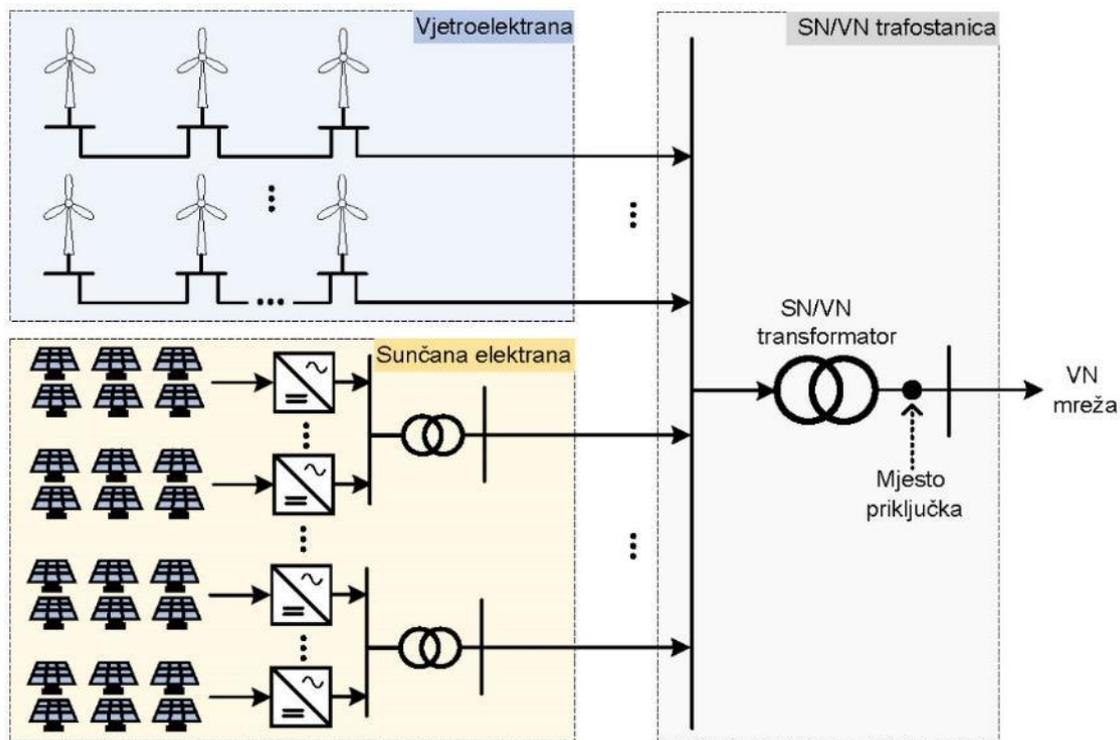 Vjetroelektrana
SN/VN trafostanica
SN/VN
transformator
VN
mreža
Mjesto
priključka
Sunčana elektrana